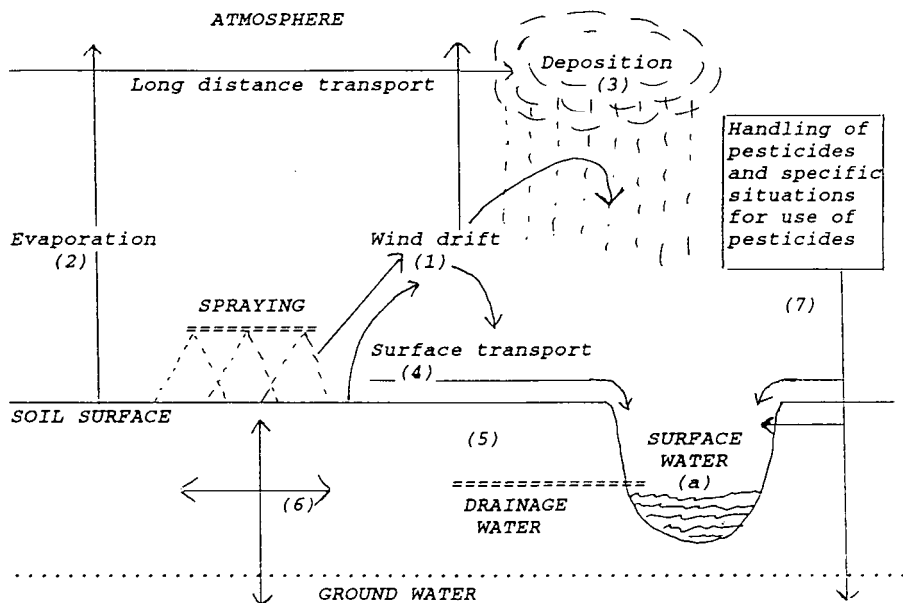 ATMOSPHERE
Deposition
(3)
Long distance transport
Handling of
pesticides
and specific
situations
for use of
pesticides
Evaporation
(2)
Wind drift
(1)
SPRAYING
(7)
Surface transport
(4)
SOIL SURFACE
(5)
SURFACE
WATER
(a)
(6)
DRAINAGE
WATER
GROUND WATER